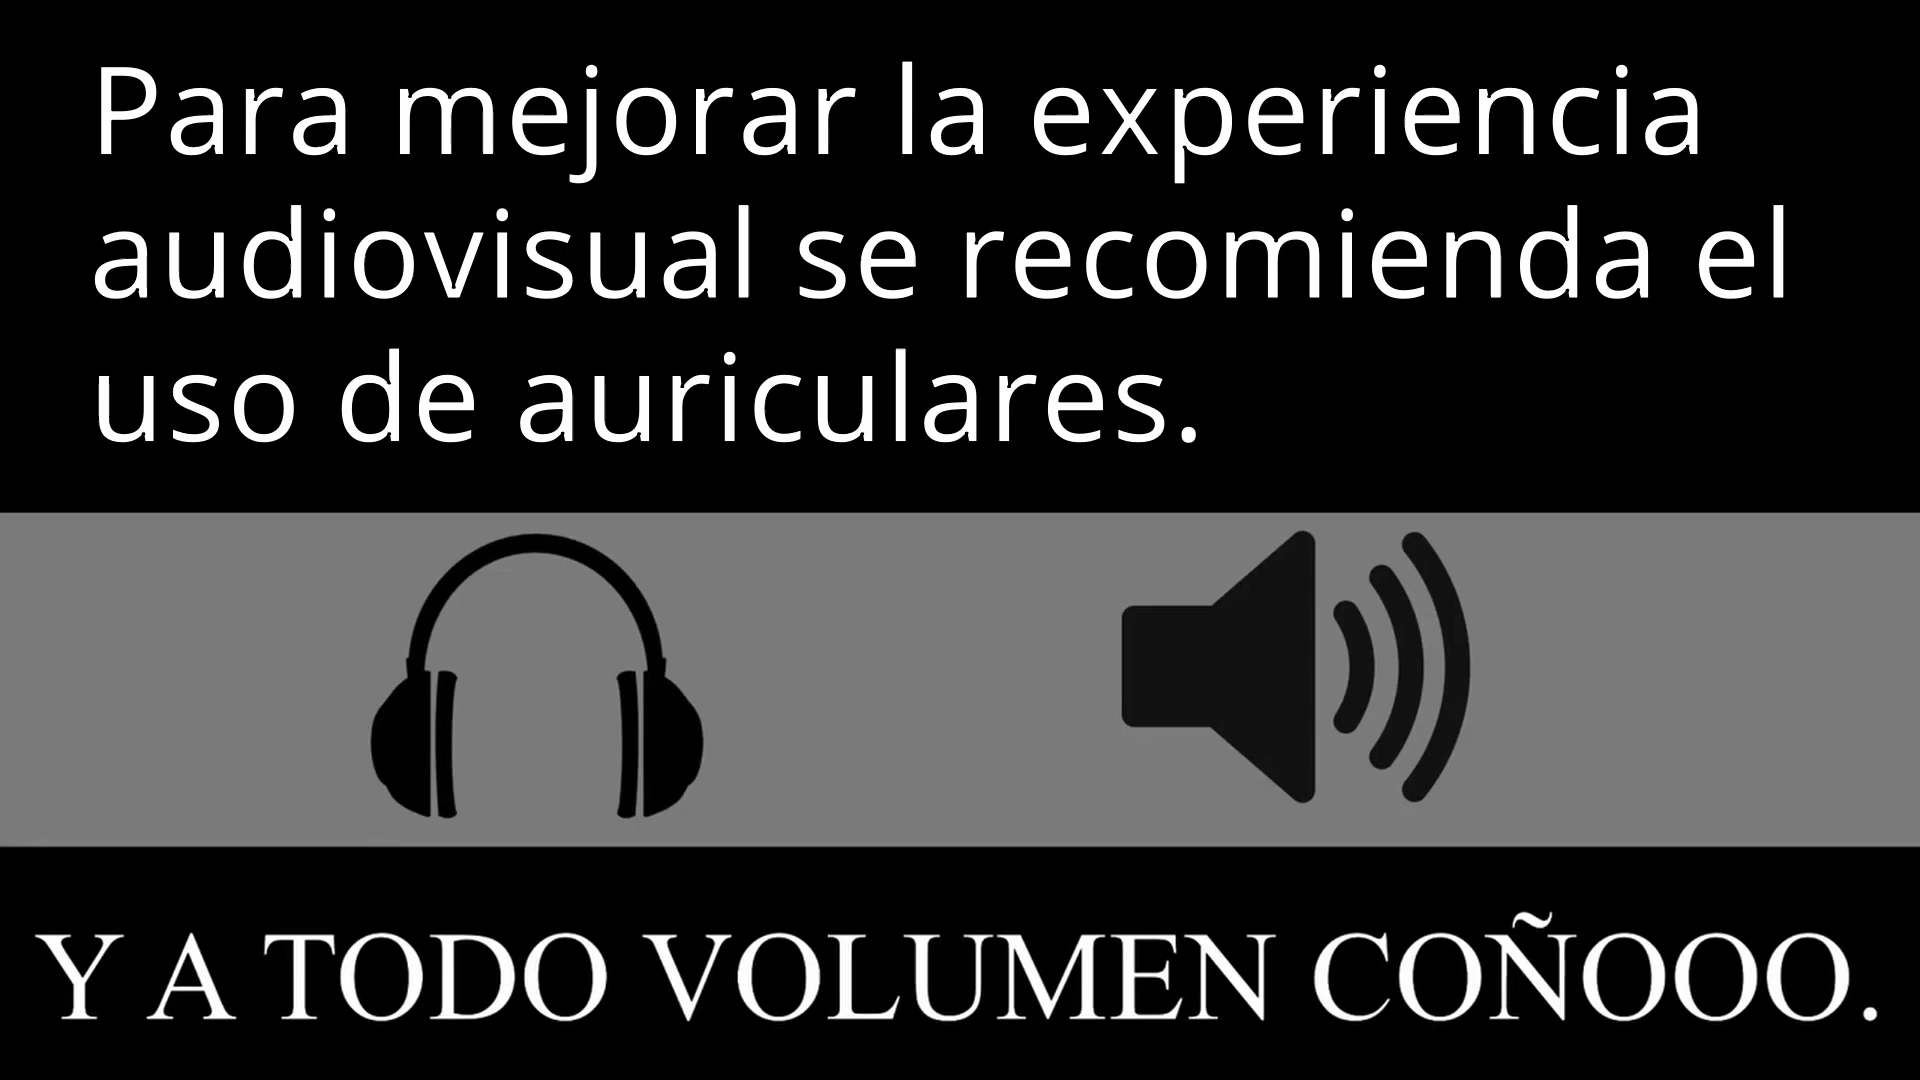 Para mejorar la experiencia
audiovisual se recomienda el
uso de auriculares.
Y A TODO VOLUMEN COÑOOO.